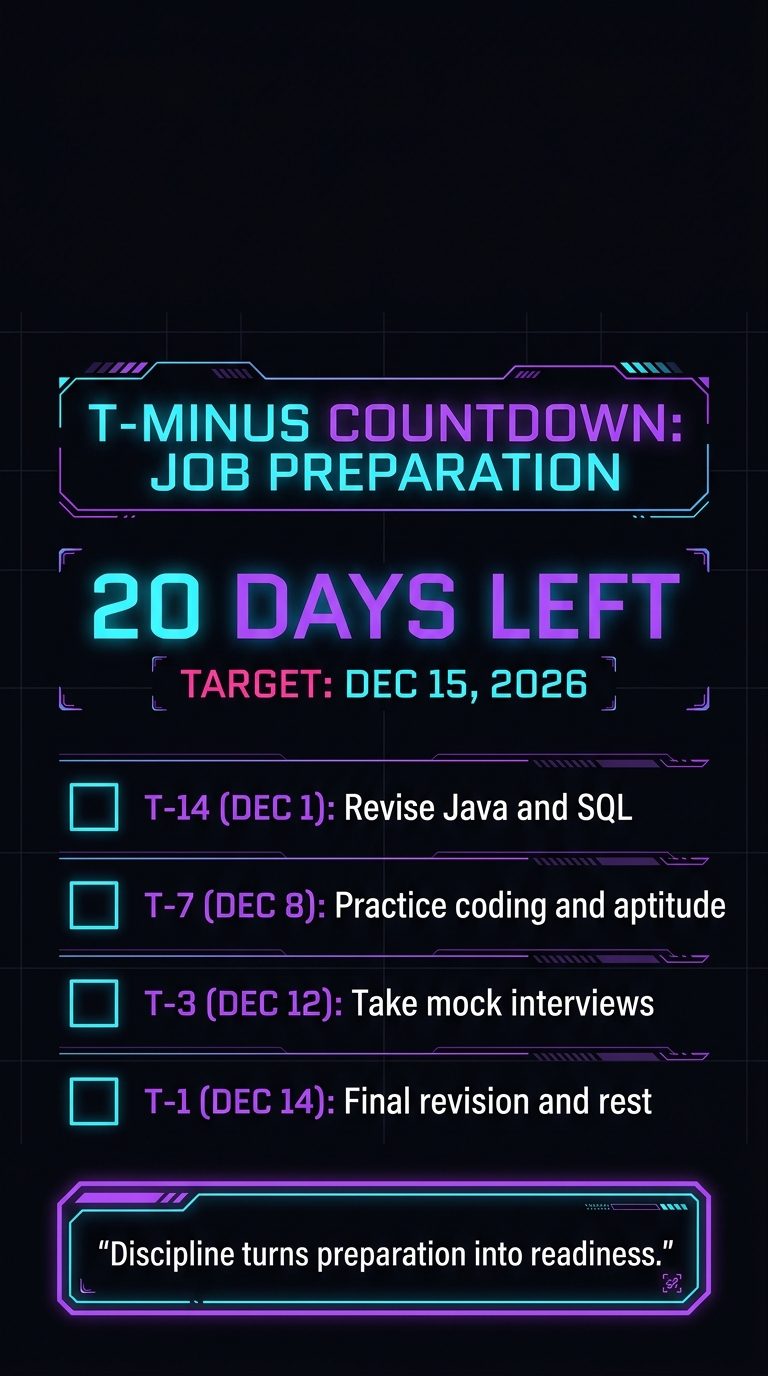 T-MINUS COUNTDOWN:
JOB PREPARATION
20 DAYS LEFT
TARGET: DEC 15, 2026
T-14 (DEC 1): Revise Java and SQL
T-7 (DEC 8): Practice coding and aptitude
T-3 (DEC 12): Take mock interviews
T-1 (DEC 14): Final revision and rest
“Discipline turns preparation into readiness.”